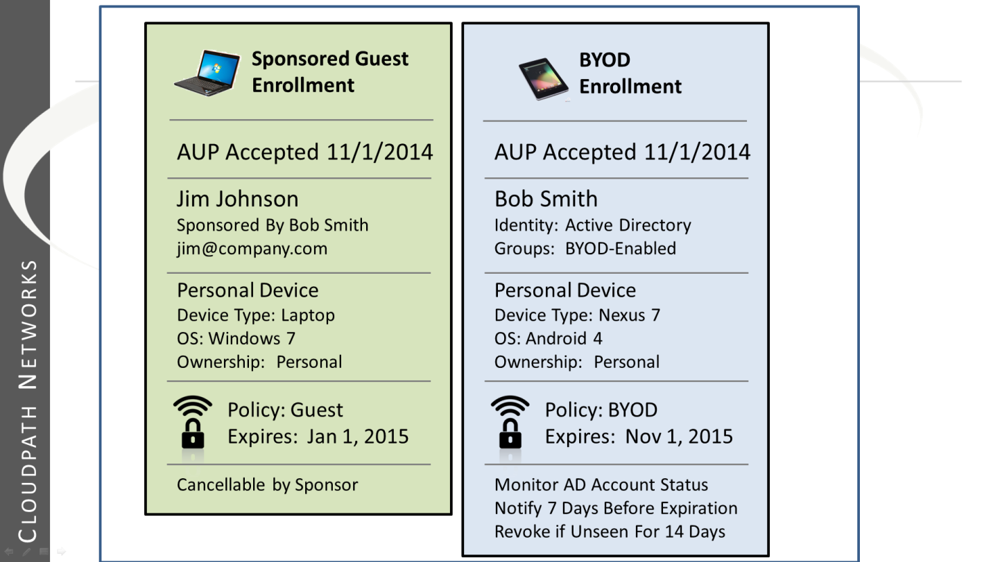 CLOUDPATH NETWORKS
Sponsored Guest
Enrollment
AUP Accepted 11/1/2014
Jim Johnson
Sponsored By Bob Smith
jim@company.com
Personal Device
Device Type: Laptop
OS: Windows 7
Ownership: Personal
Policy: Guest
Expires: Jan 1, 2015
Cancellable by Sponsor
BYOD
Enrollment
AUP Accepted 11/1/2014
Bob Smith
Identity: Active Directory
Groups: BYOD-Enabled
Personal Device
Device Type: Nexus 7
OS: Android 4
Ownership: Personal
Policy: BYOD
Expires: Nov 1, 2015
Monitor AD Account Status
Notify 7 Days Before Expiration
Revoke if Unseen For 14 Days